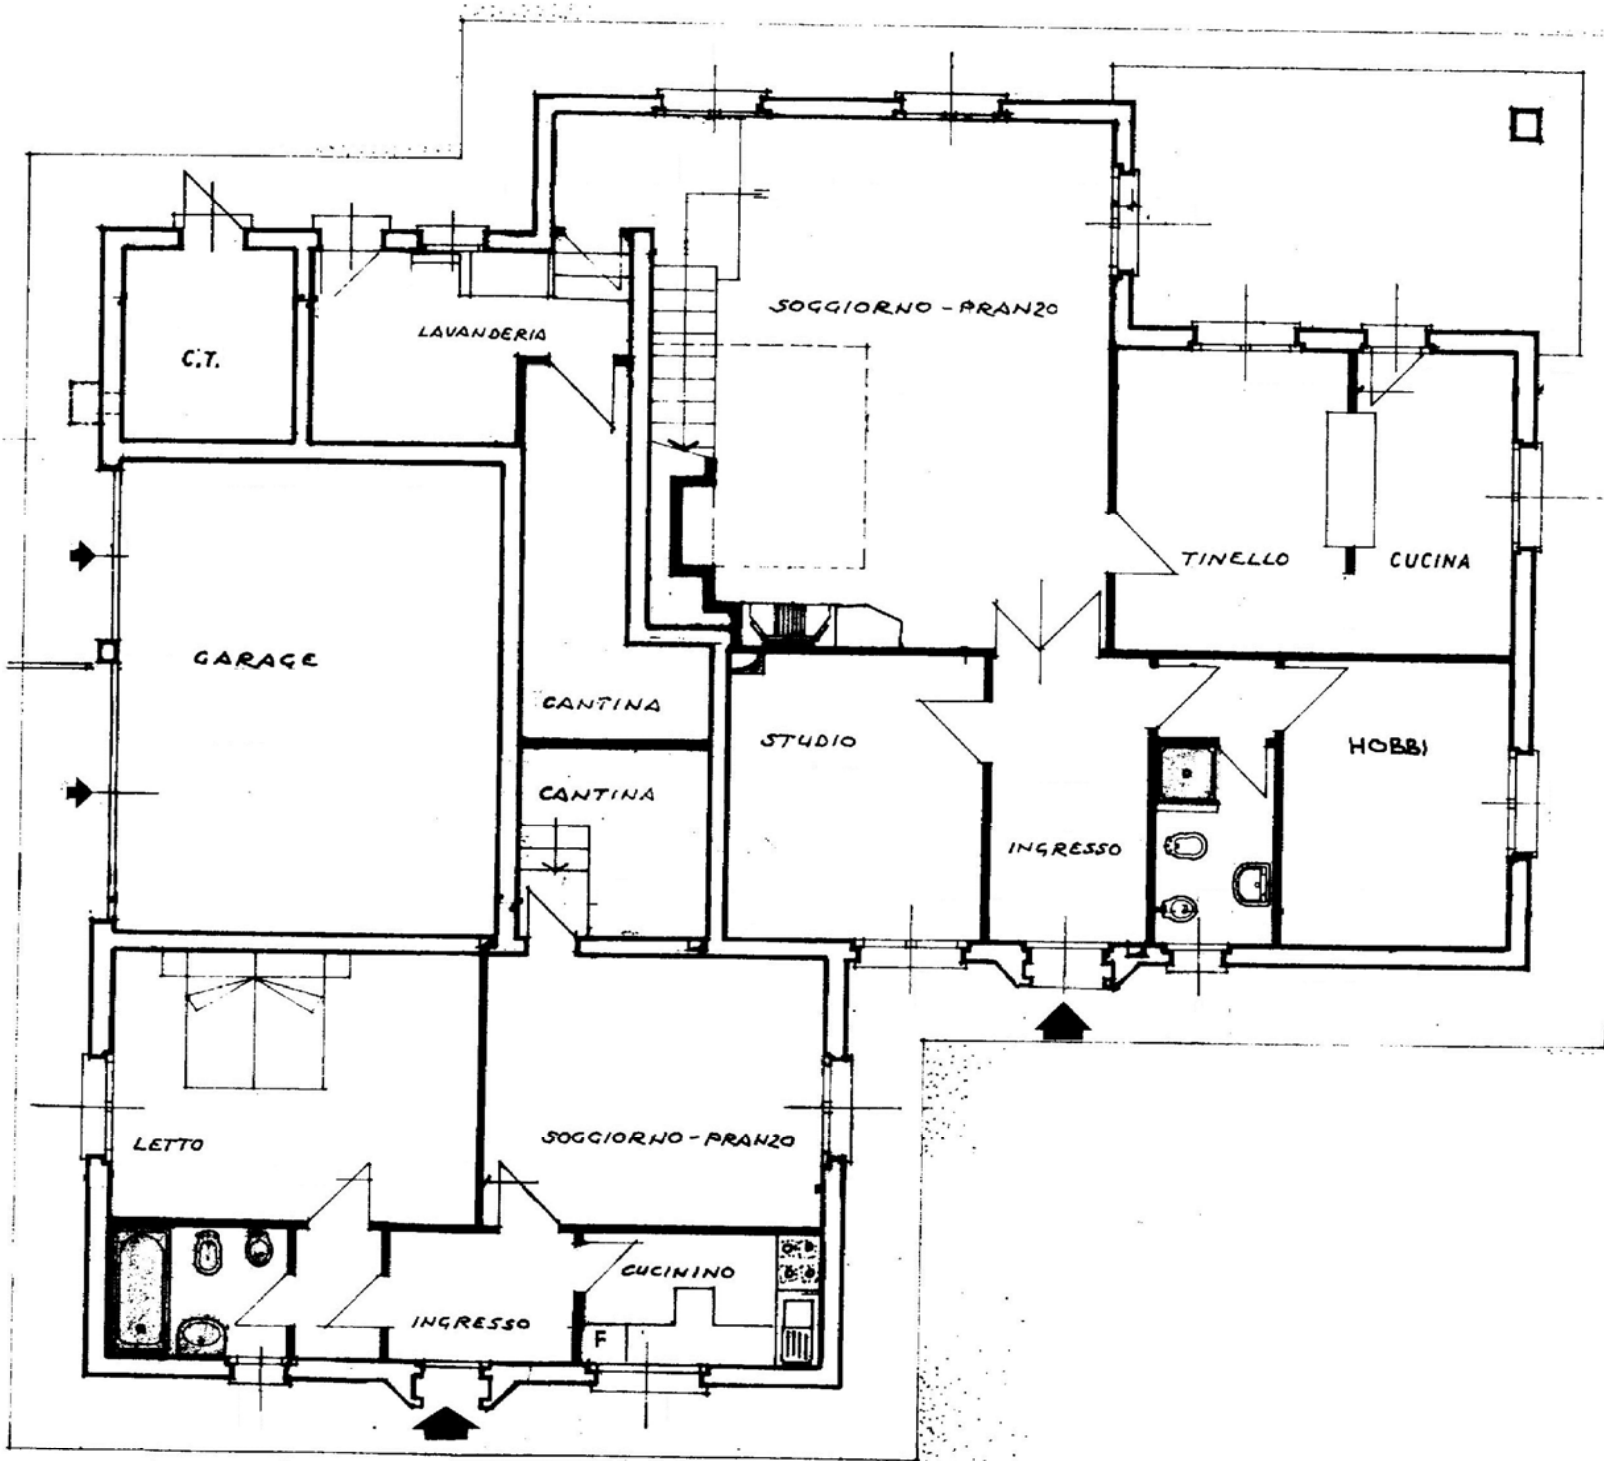 SOGGIORNO-PRANZO
LAVANDERIA
C.T.
TINELLO
CUCINA
GARAGE
CANTINA
STUDIO
HOBBI
CANTINA
INGRESSO
LETTO
SOGGIORNO-PRANZO
CUCININO
INGRESSO
F